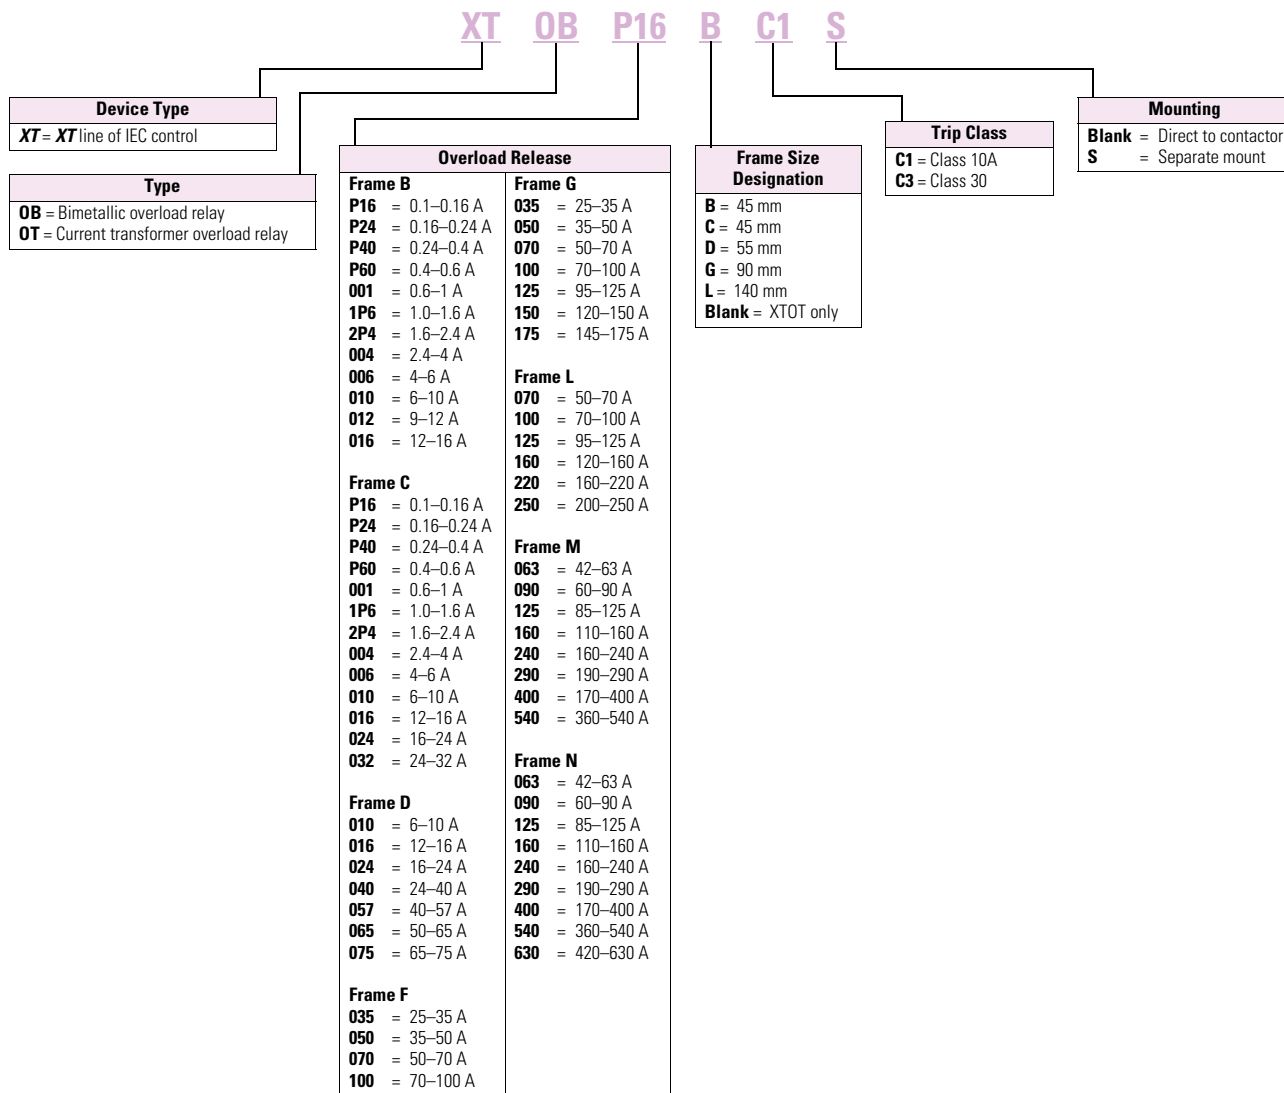 XT OB P16 B C1 S
Device Type
XT = XT line of IEC control
Type
OB = Bimetallic overload relay
OT = Current transformer overload relay
Overload Release
Frame B
P16 = 0.1–0.16 A
P24 = 0.16–0.24 A
P40 = 0.24–0.4 A
P60 = 0.4–0.6 A
001 = 0.6–1 A
1P6 = 1.0–1.6 A
2P4 = 1.6–2.4 A
004 = 2.4–4 A
006 = 4–6 A
010 = 6–10 A
012 = 9–12 A
016 = 12–16 A
Frame C
P16 = 0.1–0.16 A
P24 = 0.16–0.24 A
P40 = 0.24–0.4 A
P60 = 0.4–0.6 A
001 = 0.6–1 A
1P6 = 1.0–1.6 A
2P4 = 1.6–2.4 A
004 = 2.4–4 A
006 = 4–6 A
010 = 6–10 A
016 = 12–16 A
024 = 16–24 A
032 = 24–32 A
Frame D
010 = 6–10 A
016 = 12–16 A
024 = 16–24 A
040 = 24–40 A
057 = 40–57 A
065 = 50–65 A
075 = 65–75 A
Frame F
035 = 25–35 A
050 = 35–50 A
070 = 50–70 A
100 = 70–100 A
Frame G
035 = 25–35 A
050 = 35–50 A
070 = 50–70 A
100 = 70–100 A
125 = 95–125 A
150 = 120–150 A
175 = 145–175 A
Frame L
070 = 50–70 A
100 = 70–100 A
125 = 95–125 A
160 = 120–160 A
220 = 160–220 A
250 = 200–250 A
Frame M
063 = 42–63 A
090 = 60–90 A
125 = 85–125 A
160 = 110–160 A
240 = 160–240 A
290 = 190–290 A
400 = 170–400 A
540 = 360–540 A
Frame N
063 = 42–63 A
090 = 60–90 A
125 = 85–125 A
160 = 110–160 A
240 = 160–240 A
290 = 190–290 A
400 = 170–400 A
540 = 360–540 A
630 = 420–630 A
Frame Size
Designation
B = 45 mm
C = 45 mm
D = 55 mm
G = 90 mm
L = 140 mm
Blank = XTOT only
Trip Class
C1 = Class 10A
C3 = Class 30
Mounting
Blank = Direct to contactor
S = Separate mount